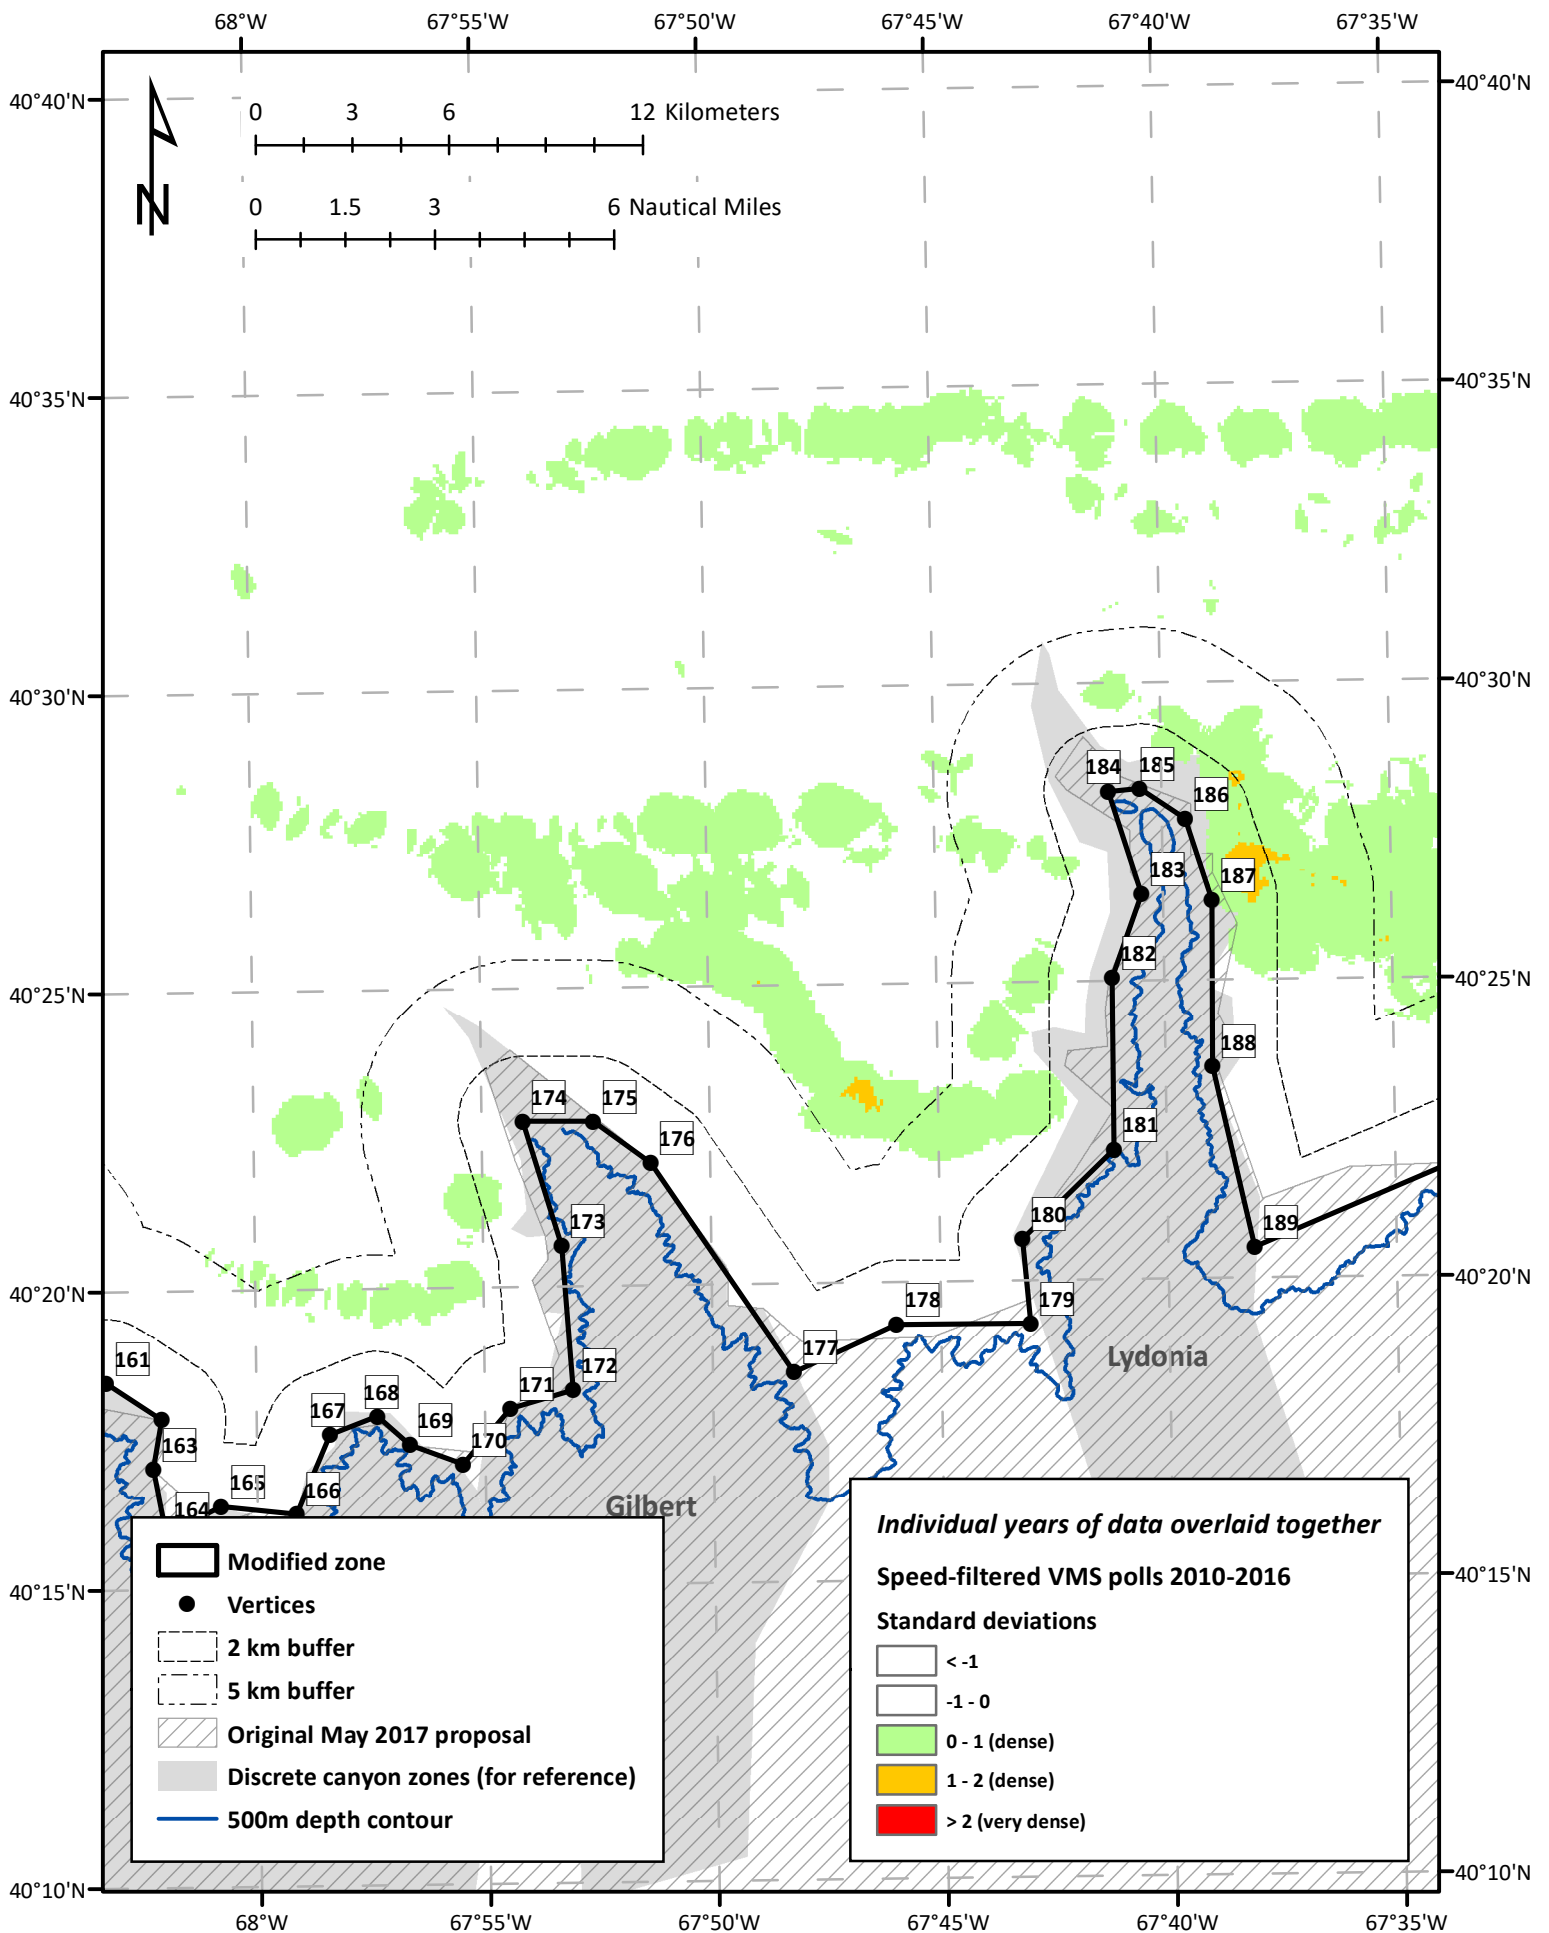 68°W 67°55'W 67°50'W 67°45'W 67°40'W 67°35'W
40°40'N 40°40'N
0 3 6 12 Kilometers
N
0 1.5 3 6 Nautical Miles
40°35'N 40°35'N
40°30'N 40°30'N
184 185
186
183 187
182
40°25'N 40°25'N
188
174 175
181
176
180
173 189
40°20'N 40°20'N
178 179
177
161 172 Lydonia
171
168
167 169
163 170
165 166
164 Gilbert
40°15'N 40°15'N
Modified zone
Vertices
2 km buffer
5 km buffer
Original May 2017 proposal
Discrete canyon zones (for reference)
500m depth contour
Individual years of data overlaid together
Speed-filtered VMS polls 2010-2016
Standard deviations
< -1
-1 - 0
0 - 1 (dense)
1 - 2 (dense)
> 2 (very dense)
40°10'N 40°10'N
68°W 67°55'W 67°50'W 67°45'W 67°40'W 67°35'W